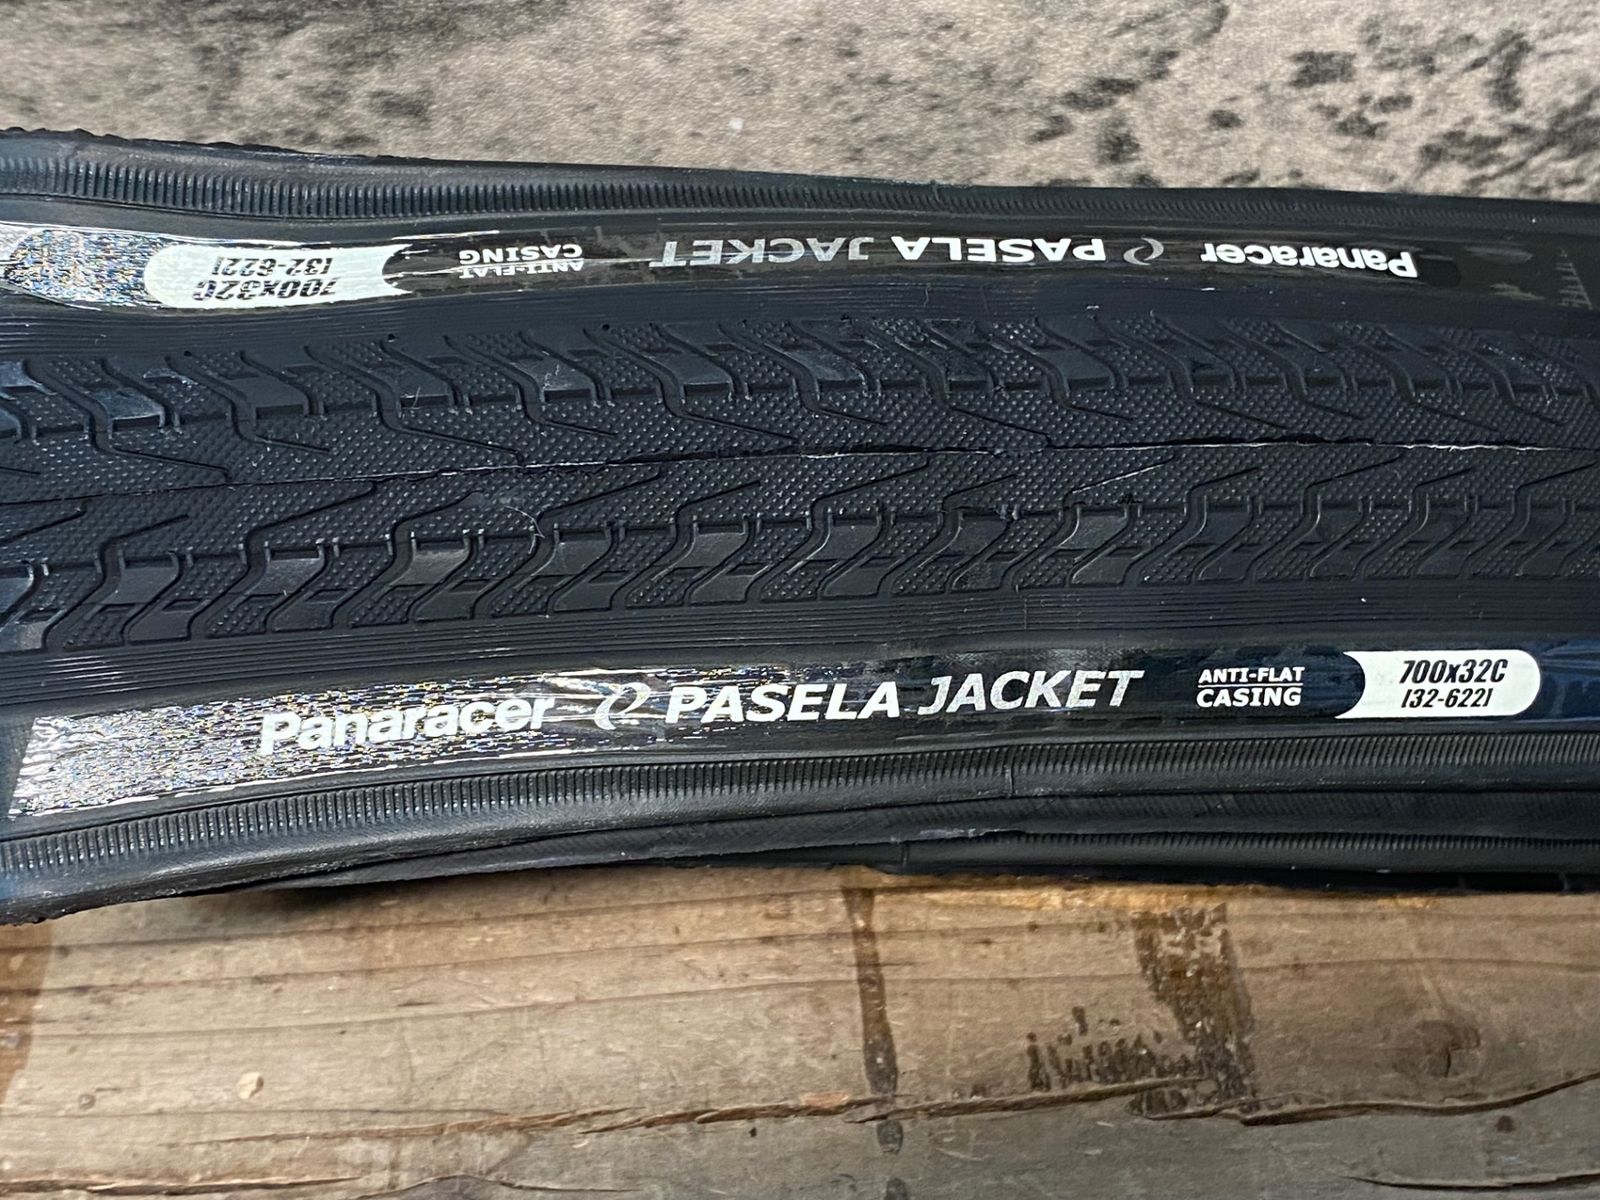 Panaracer PASELA JACKET ANTI-FLAT CASING 700x32C [32-622]
Panaracer PASELA JACKET
ANTI-FLAT
CASING
700x32C
[32-622]